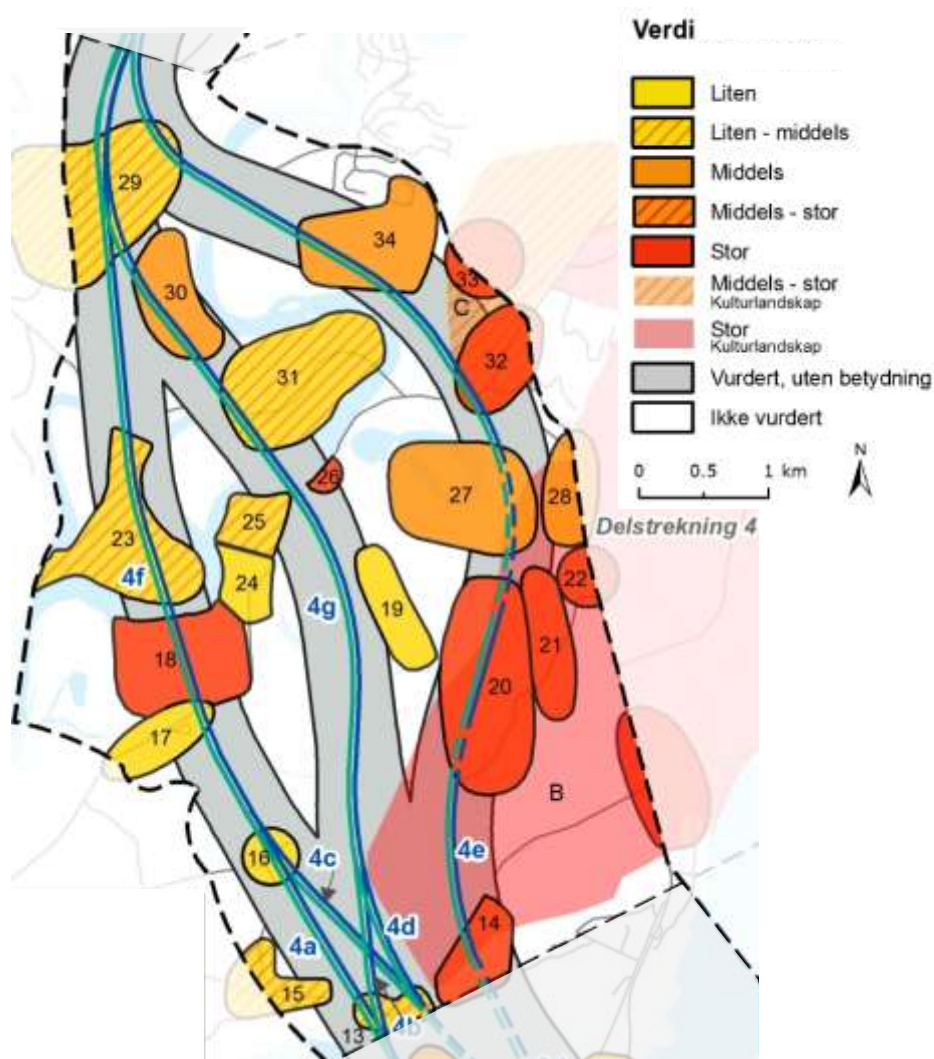 Verdi
Liten
Liten - middels
Middels
Middels - stor
Stor
Middels - stor
Kulturlandskap
Stor
Kulturlandskap
Vurdert, uten betydning
Ikke vurdert
0 0.5 1 km
N
Delstrekning 4
29
34
33
C
30
32
31
26
27
28
25
23
22
4f
24
4g
19
21
18
20
17
B
16
4c
4e
14
4d
4a
15
13
4b